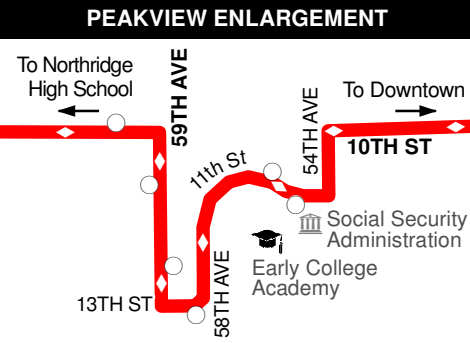 PEAKVIEW ENLARGEMENT
To Northridge
High School
59TH AVE
To Downtown
54TH AVE
10TH ST
11th St
Social Security
Administration
Early College
Academy
58TH AVE
13TH ST